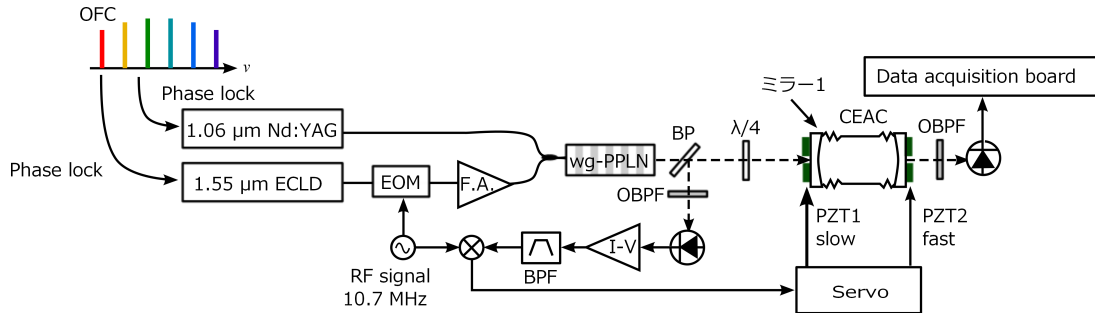 OFC
ν
Phase lock
1.06 μm Nd:YAG
Phase lock
1.55 μm ECLD
EOM
F.A.
wg-PPLN
BP
λ/4
ミラー1
CEAC
OBPF
Data acquisition board
OBPF
PZT1
slow
PZT2
fast
RF signal
10.7 MHz
BPF
I-V
Servo